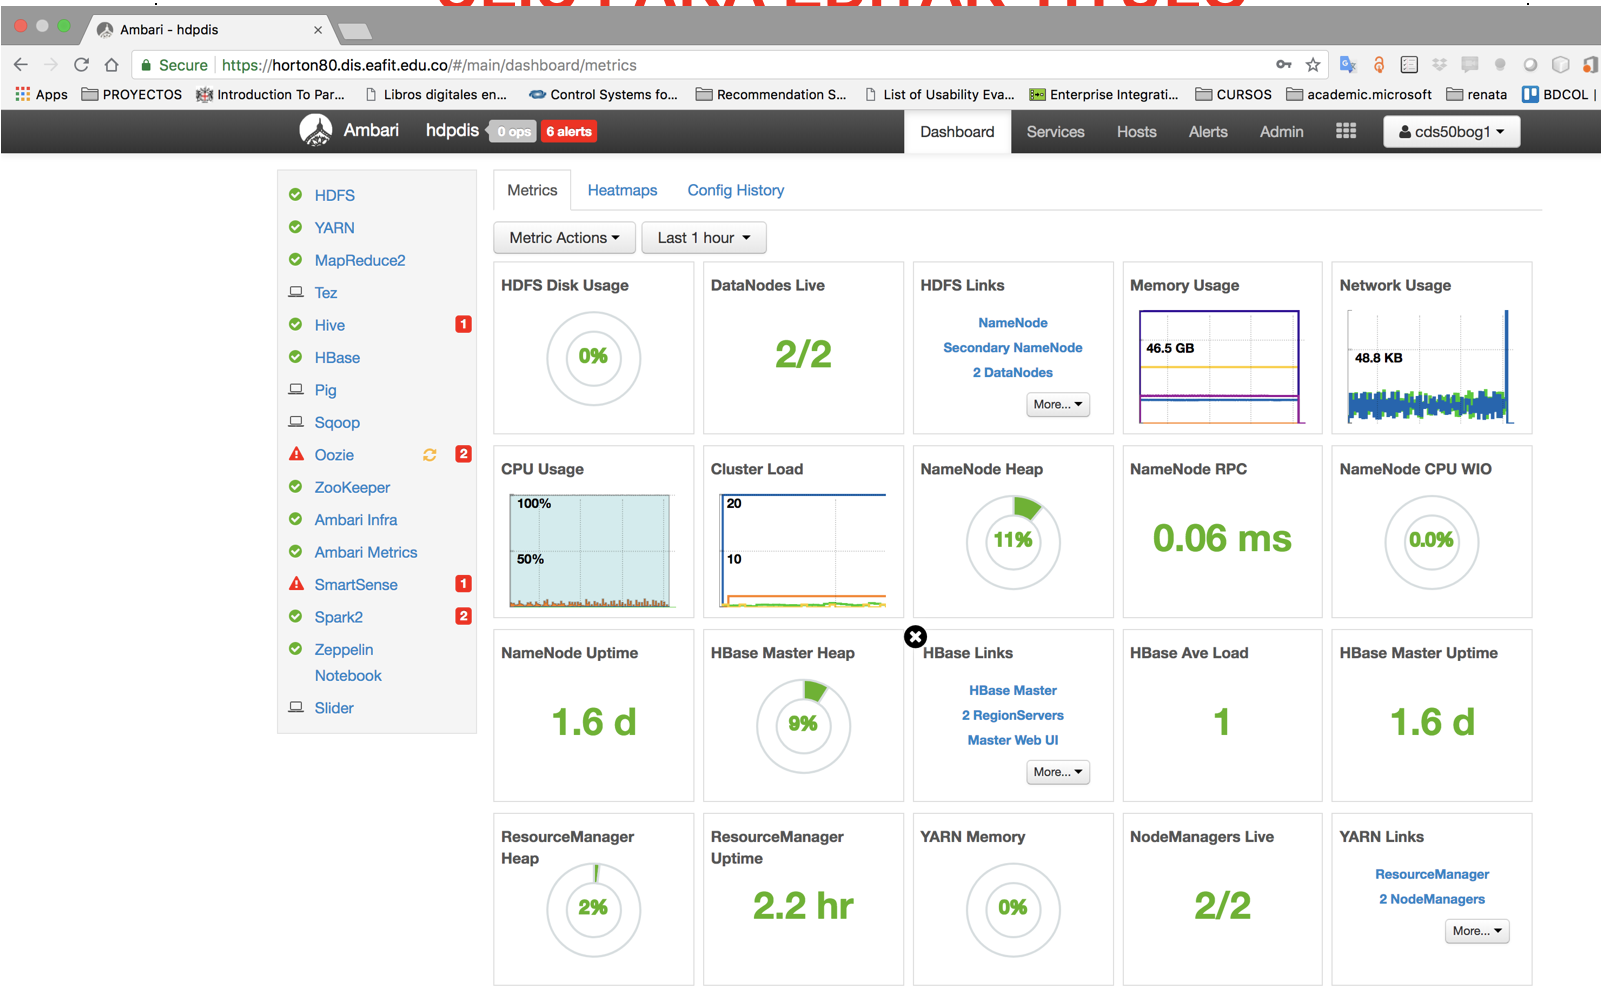 CLIC PARA EDITAR TÍTULO
Ambari - hdpdis
Secure https://horton80.dis.eafit.edu.co/#/main/dashboard/metrics
Apps PROYECTOS Introduction To Par... Libros digitales en... Control Systems fo... Recommendation S... List of Usability Eva... Enterprise Integrati... CURSOS academic.microsoft renata BDCOL |
Ambari hdpdis 0 ops 6 alerts Dashboard Services Hosts Alerts Admin cds50bog1
HDFS
YARN
MapReduce2
Tez
Hive 1
HBase
Pig
Sqoop
Oozie 2
ZooKeeper
Ambari Infra
Ambari Metrics
SmartSense 1
Spark2 2
Zeppelin
Notebook
Slider
Metrics Heatmaps Config History
Metric Actions Last 1 hour
HDFS Disk Usage
0%
DataNodes Live
2/2
HDFS Links
NameNode
Secondary NameNode
2 DataNodes
More...
Memory Usage
46.5 GB
Network Usage
48.8 KB
CPU Usage
100%
50%
Cluster Load
20
10
NameNode Heap
11%
NameNode RPC
0.06 ms
NameNode CPU WIO
0.0%
NameNode Uptime
1.6 d
HBase Master Heap
9%
HBase Links
HBase Master
2 RegionServers
Master Web UI
More...
HBase Ave Load
1
HBase Master Uptime
1.6 d
ResourceManager
Heap
2%
ResourceManager
Uptime
2.2 hr
YARN Memory
0%
NodeManagers Live
2/2
YARN Links
ResourceManager
2 NodeManagers
More...